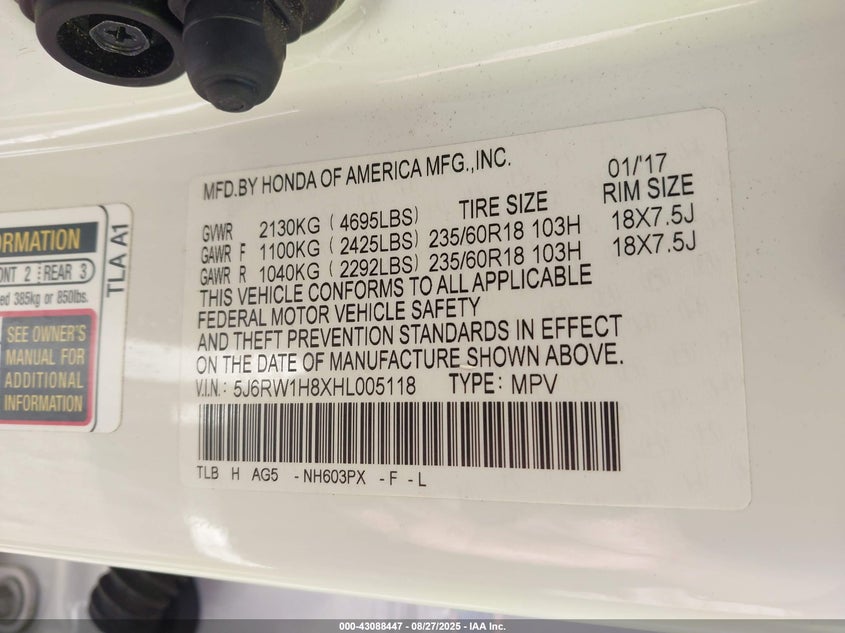 MFD.BY HONDA OF AMERICA MFG.,INC. 01/'17
TIRE SIZE RIM SIZE
GVWR 2130KG (4695LBS)
GAWR F 1100KG (2425LBS) 235/60R18 103H 18X7.5J
GAWR R 1040KG (2292LBS) 235/60R18 103H 18X7.5J
THIS VEHICLE CONFORMS TO ALL APPLICABLE
FEDERAL MOTOR VEHICLE SAFETY
AND THEFT PREVENTION STANDARDS IN EFFECT
ON THE DATE OF MANUFACTURE SHOWN ABOVE.
V.I.N.: 5J6RW1H8XHL005118 TYPE: MPV
TLB H AG5 -NH603PX -F -L
TLA A1
2 REAR 3
385kg or 850lbs.
SEE OWNER'S
MANUAL FOR
ADDITIONAL
INFORMATION
000-43088447 - 08/27/2025 - IAA Inc.